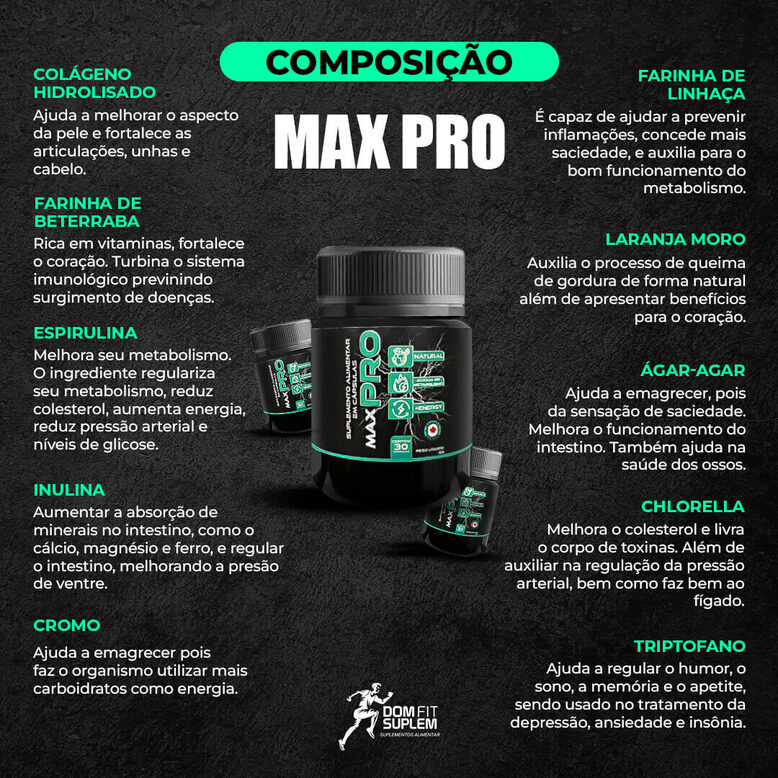 COMPOSIÇÃO
MAX PRO
COLÁGENO
HIDROLISADO
Ajuda a melhorar o aspecto
da pele e fortalece as
articulações, unhas e
cabelo.
FARINHA DE
BETERRABA
Rica em vitaminas, fortalece
o coração. Turbina o sistema
imunológico previnindo
surgimento de doenças.
ESPIRULINA
Melhora seu metabolismo.
O ingrediente regulariza
seu metabolismo, reduz
colesterol, aumenta energia,
reduz pressão arterial e
níveis de glicose.
INULINA
Aumentar a absorção de
minerais no intestino, como o
cálcio, magnésio e ferro, e regular
o intestino, melhorando a presão
de ventre.
CROMO
Ajuda a emagrecer pois
faz o organismo utilizar mais
carboidratos como energia.
FARINHA DE
LINHAÇA
É capaz de ajudar a prevenir
inflamações, concede mais
saciedade, e auxilia para o
bom funcionamento do
metabolismo.
LARANJA MORO
Auxilia o processo de queima
de gordura de forma natural
além de apresentar benefícios
para o coração.
ÁGAR-AGAR
Ajuda a emagrecer, pois
da sensação de saciedade.
Melhora o funcionamento do
intestino. Também ajuda na
saúde dos ossos.
CHLORELLA
Melhora o colesterol e livra
o corpo de toxinas. Além de
auxiliar na regulação da pressão
arterial, bem como faz bem ao
fígado.
TRIPTOFANO
Ajuda a regular o humor, o
sono, a memória e o apetite,
sendo usado no tratamento da
depressão, ansiedade e insônia.
SUPLEMENTO ALIMENTAR
EM CÁPSULAS
MAX PRO
NATURAL
+ENERGY
CONTÉM
30
CÁPSULAS
PESO LÍQUIDO
MAX PRO
MAX PRO
DOM FIT
SUPLEM
SUPLEMENTOS ALIMENTAR